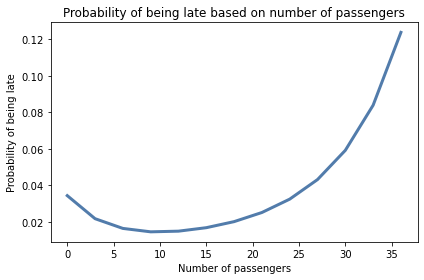 Probability of being late based on number of passengers
0.12
0.10
0.08
0.06
0.04
0.02
Probability of being late
0 5 10 15 20 25 30 35
Number of passengers